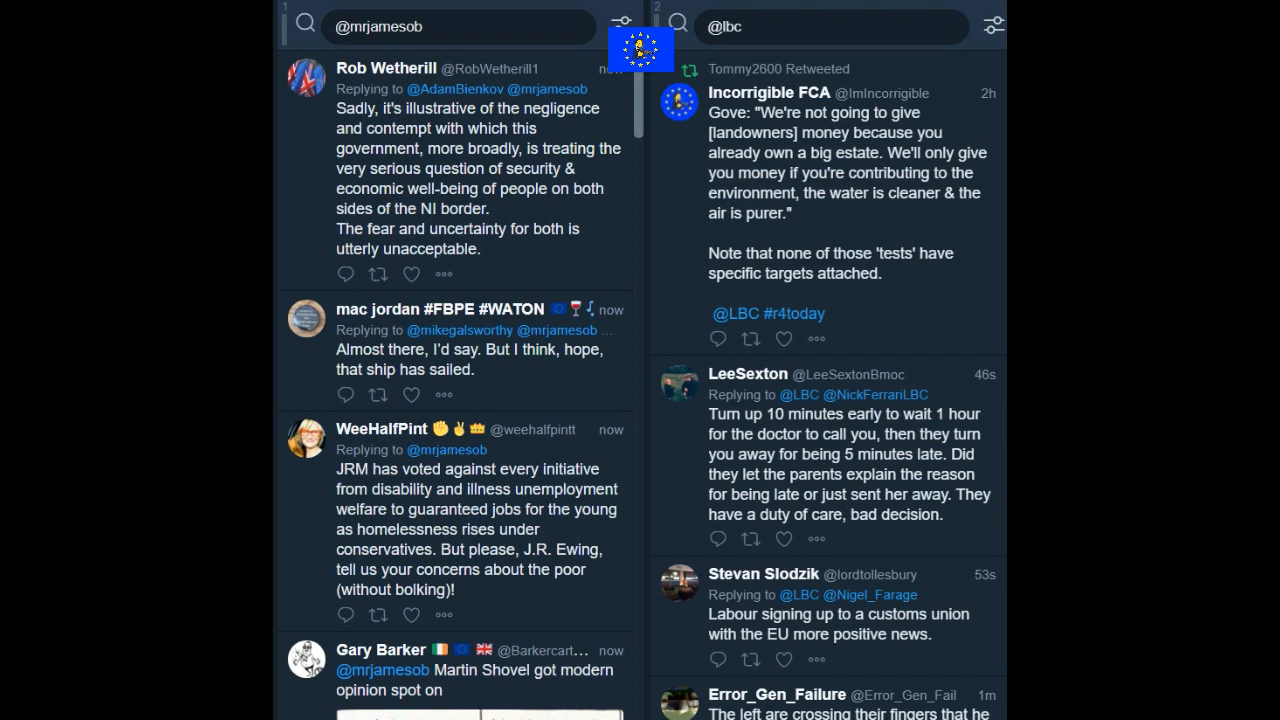 1
@mrjamesob
Rob Wetherill @RobWetherill1
Replying to @AdamBienkov @mrjamesob
Sadly, it's illustrative of the negligence
and contempt with which this
government, more broadly, is treating the
very serious question of security &
economic well-being of people on both
sides of the NI border.
The fear and uncertainty for both is
utterly unacceptable.
mac jordan #FBPE #WATON now
Replying to @mikegalsworthy @mrjamesob ...
Almost there, I'd say. But I think, hope,
that ship has sailed.
WeeHalfPint @weehalfpintt now
Replying to @mrjamesob
JRM has voted against every initiative
from disability and illness unemployment
welfare to guaranteed jobs for the young
as homelessness rises under
conservatives. But please, J.R. Ewing,
tell us your concerns about the poor
(without bolking)!
Gary Barker @Barkercart... now
@mrjamesob Martin Shovel got modern
opinion spot on
2
@lbc
Tommy2600 Retweeted
Incorrigible FCA @ImIncorrigible 2h
Gove: "We're not going to give
[landowners] money because you
already own a big estate. We'll only give
you money if you're contributing to the
environment, the water is cleaner & the
air is purer."
Note that none of those 'tests' have
specific targets attached.
@LBC #r4today
LeeSexton @LeeSextonBmoc 46s
Replying to @LBC @NickFerrariLBC
Turn up 10 minutes early to wait 1 hour
for the doctor to call you, then they turn
you away for being 5 minutes late. Did
they let the parents explain the reason
for being late or just sent her away. They
have a duty of care, bad decision.
Stevan Slodzik @lordtollesbury 53s
Replying to @LBC @Nigel_Farage
Labour signing up to a customs union
with the EU more positive news.
Error_Gen_Failure @Error_Gen_Fail 1m
The left are crossing their fingers that he